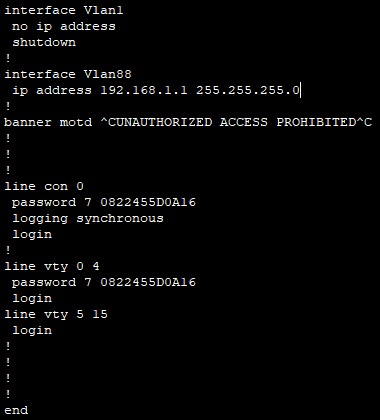 interface Vlan1
 no ip address
 shutdown
!
interface Vlan88
 ip address 192.168.1.1 255.255.255.0
!
banner motd ^CUNAUTHORIZED ACCESS PROHIBITED^C
!
!
!
line con 0
 password 7 0822455D0A16
 logging synchronous
 login
!
line vty 0 4
 password 7 0822455D0A16
 login
line vty 5 15
 login
!
!
!
!
end